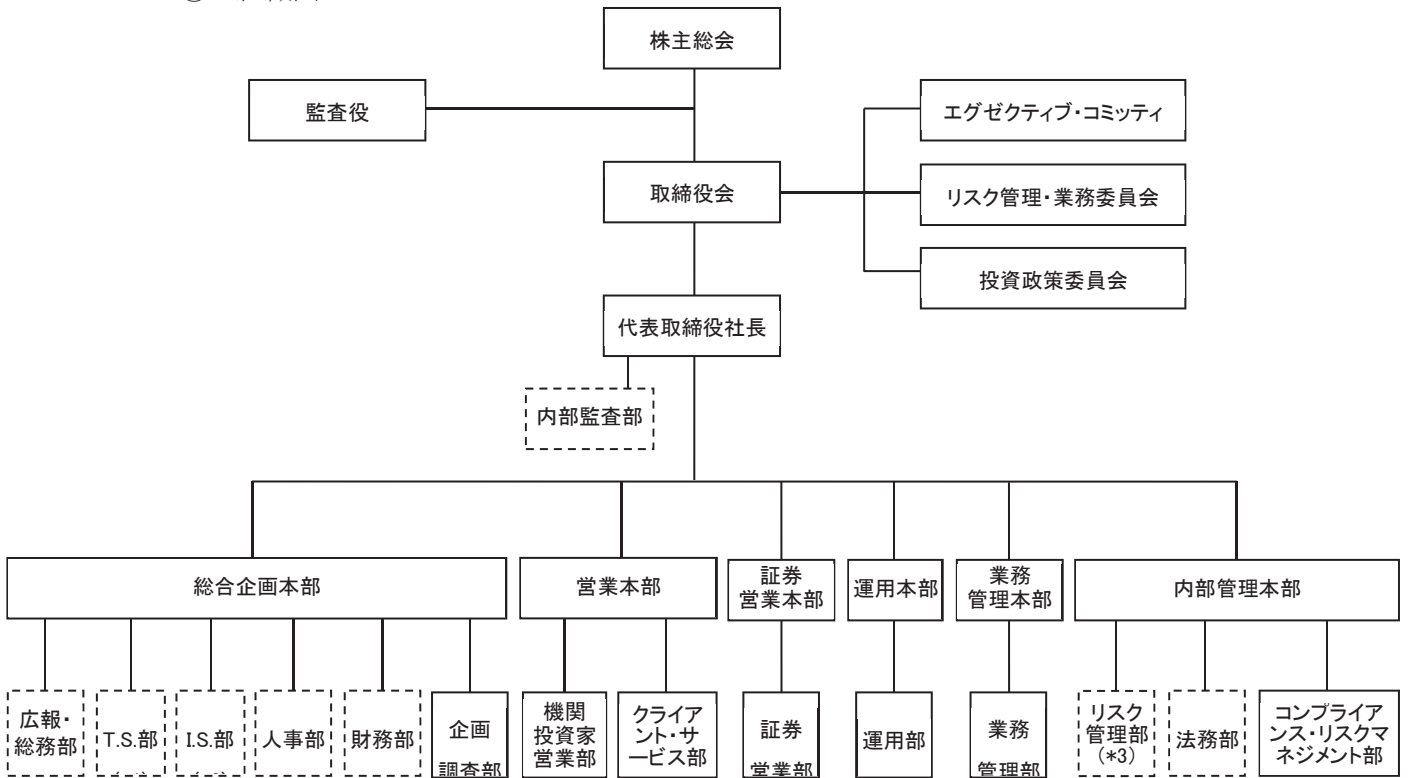 株主総会
監査役
エグゼクティブ・コミッティ
取締役会
リスク管理・業務委員会
投資政策委員会
代表取締役社長
内部監査部
総合企画本部
営業本部
証券
営業本部
運用本部
業務
管理本部
内部管理本部
広報・
総務部
T.S.部
I.S.部
人事部
財務部
企画
調査部
機関
投資家
営業部
クライア
ント・サ
ービス部
証券
営業部
運用部
業務
管理部
リスク
管理部
(*3)
法務部
コンプライア
ンス・リスクマ
ネジメント部